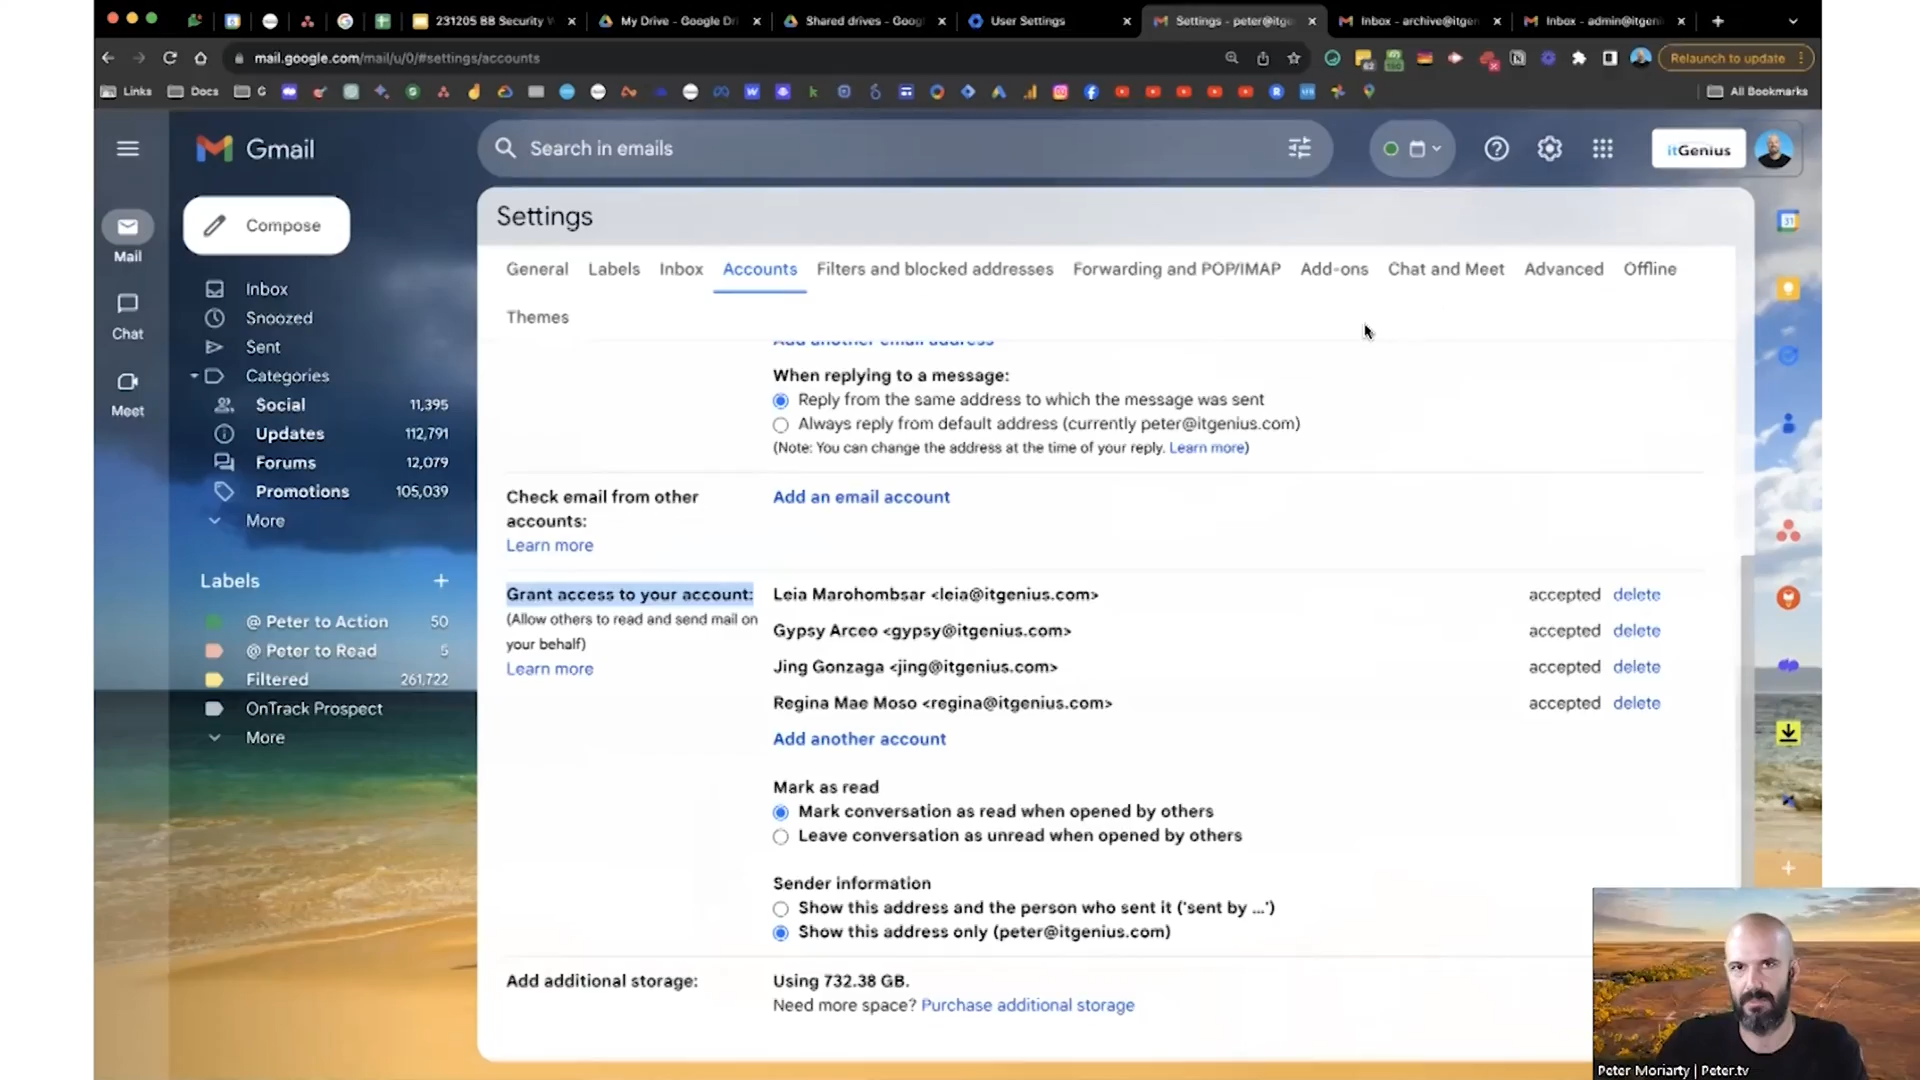 231205 BB Security
My Drive - Google Dri
Shared drives - Goog
User Settings
Settings - peter@itge
Inbox - archive@itgen
Inbox - admin@itgeni
mail.google.com/mail/u/0/#settings/accounts
Relaunch to update
Links
Docs
G
All Bookmarks
Gmail
Search in emails
itGenius
Compose
Settings
Mail
Chat
Meet
General
Labels
Inbox
Accounts
Filters and blocked addresses
Forwarding and POP/IMAP
Add-ons
Chat and Meet
Advanced
Offline
Themes
Inbox
Snoozed
Sent
Categories
Social 11,395
Updates 112,791
Forums 12,079
Promotions 105,039
More
Labels
@ Peter to Action 50
@ Peter to Read 5
Filtered 261,722
OnTrack Prospect
More
Add another email address
When replying to a message:
Reply from the same address to which the message was sent
Always reply from default address (currently peter@itgenius.com)
(Note: You can change the address at the time of your reply. Learn more)
Check email from other
accounts:
Learn more
Add an email account
Grant access to your account:
(Allow others to read and send mail on
your behalf)
Learn more
Leia Marohombsar <leia@itgenius.com> accepted delete
Gypsy Arceo <gypsy@itgenius.com> accepted delete
Jing Gonzaga <jing@itgenius.com> accepted delete
Regina Mae Moso <regina@itgenius.com> accepted delete
Add another account
Mark as read
Mark conversation as read when opened by others
Leave conversation as unread when opened by others
Sender information
Show this address and the person who sent it ('sent by ...')
Show this address only (peter@itgenius.com)
Add additional storage:
Using 732.38 GB.
Need more space? Purchase additional storage
Peter Moriarty | Peter.tv